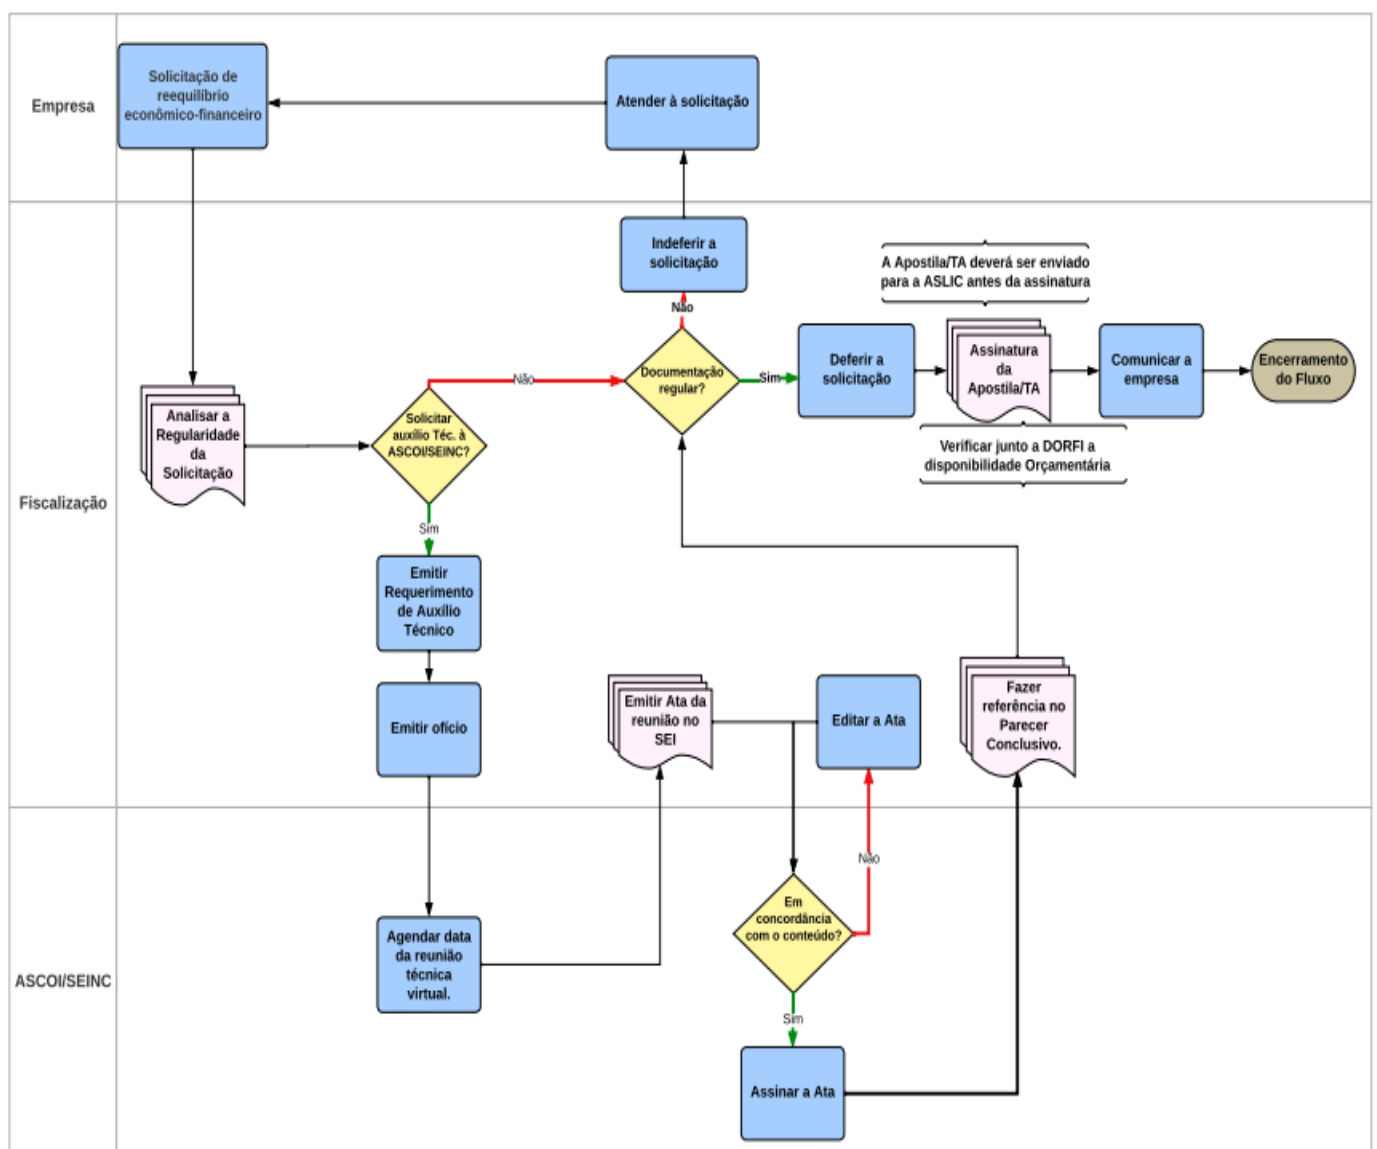 Empresa
Solicitação de
reequilíbrio
econômico-financeiro
Atender à solicitação
Fiscalização
Indeferir a
solicitação
Não
A Apostila/TA deverá ser enviado
para a ASLIC antes da assinatura
Documentação
regular?
Sim
Deferir a
solicitação
Assinatura
da
Apostila/TA
Comunicar a
empresa
Encerramento
do Fluxo
Verificar junto a DORFI a
disponibilidade Orçamentária
Analisar a
Regularidade
da
Solicitação
Solicitar
auxílio Téc. à
ASCOI/SEINC?
Não
Sim
Emitir
Requerimento
de Auxílio
Técnico
Emitir ofício
Emitir Ata da
reunião no
SEI
Editar a Ata
Fazer
referência no
Parecer
Conclusivo.
ASCOI/SEINC
Agendar data
da reunião
técnica
virtual.
Em
concordância
com o conteúdo?
Não
Sim
Assinar a Ata